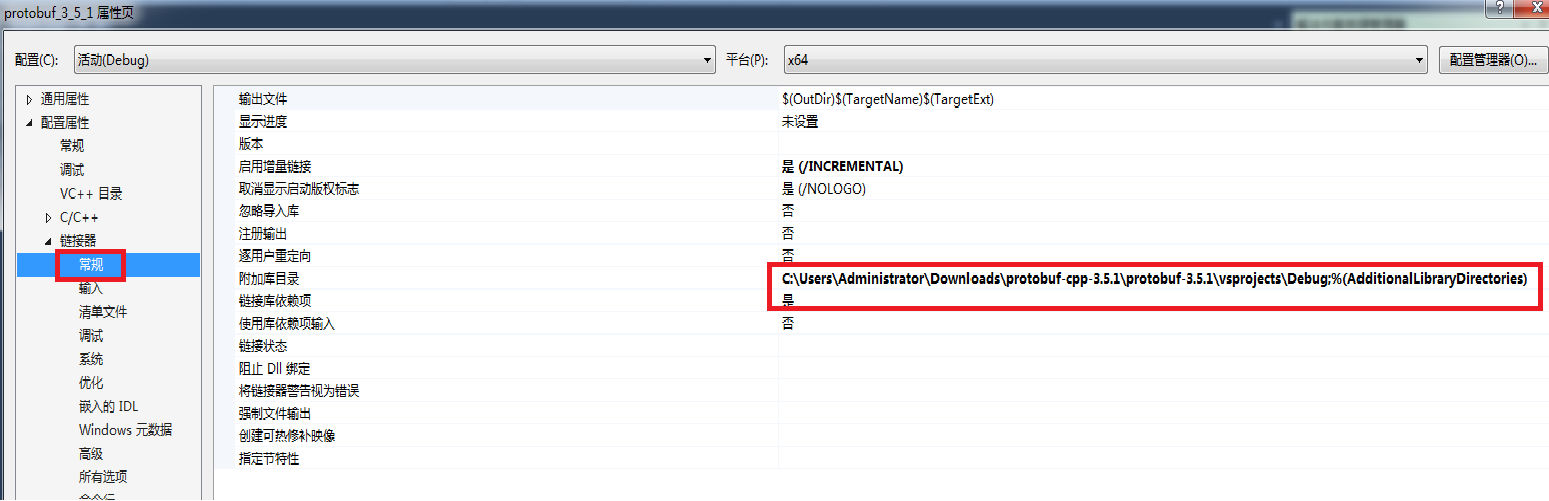 protobuf_3_5_1 属性页
配置(C): 活动(Debug) 平台(P): x64 配置管理器(O)...
通用属性
配置属性
常规
调试
VC++ 目录
C/C++
链接器
常规
输入
清单文件
调试
系统
优化
嵌入的 IDL
Windows 元数据
高级
所有选项
命令行
输出文件 $(OutDir)$(TargetName)$(TargetExt)
显示进度 未设置
版本
启用增量链接 是 (/INCREMENTAL)
取消显示启动版权标志 是 (/NOLOGO)
忽略导入库 否
注册输出 否
逐用户重定向 否
附加库目录 C:\Users\Administrator\Downloads\protobuf-cpp-3.5.1\protobuf-3.5.1\vsprojects\Debug;%(AdditionalLibraryDirectories)
链接库依赖项 是
使用库依赖项输入 否
链接状态
阻止 Dll 绑定
将链接器警告视为错误
强制文件输出
创建可热修补映像
指定节特性